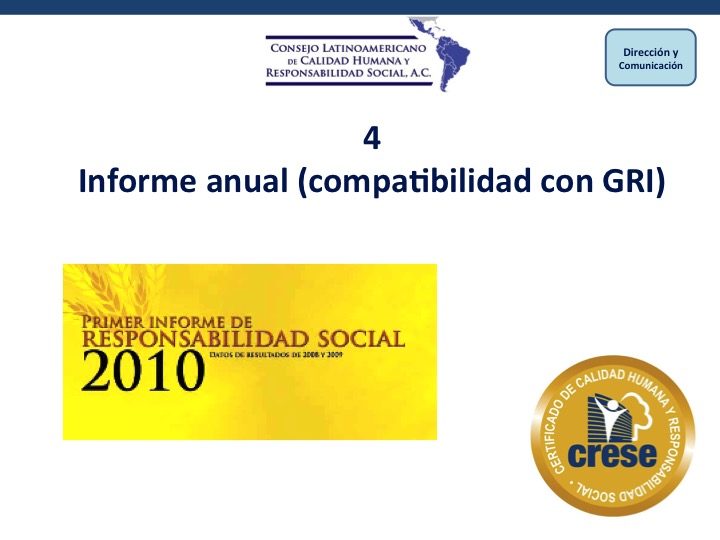 CONSEJO LATINOAMERICANO
DE CALIDAD HUMANA Y
RESPONSABILIDAD SOCIAL, A.C.
Dirección y
Comunicación
4
Informe anual (compatibilidad con GRI)
PRIMER INFORME DE
RESPONSABILIDAD SOCIAL
2010 DATOS DE RESULTADOS DE 2008 Y 2009
CERTIFICADO DE CALIDAD HUMANA Y RESPONSABILIDAD SOCIAL
crese